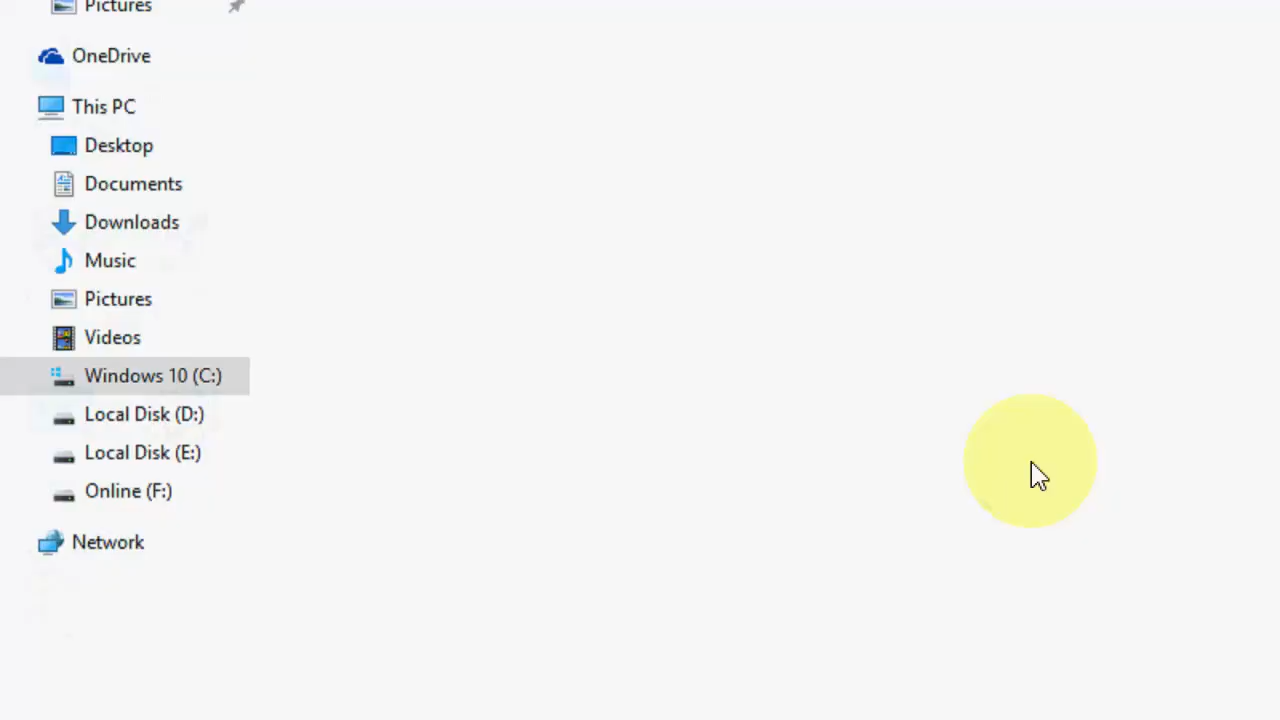 Pictures
OneDrive
This PC
Desktop
Documents
Downloads
Music
Pictures
Videos
Windows 10 (C:)
Local Disk (D:)
Local Disk (E:)
Online (F:)
Network